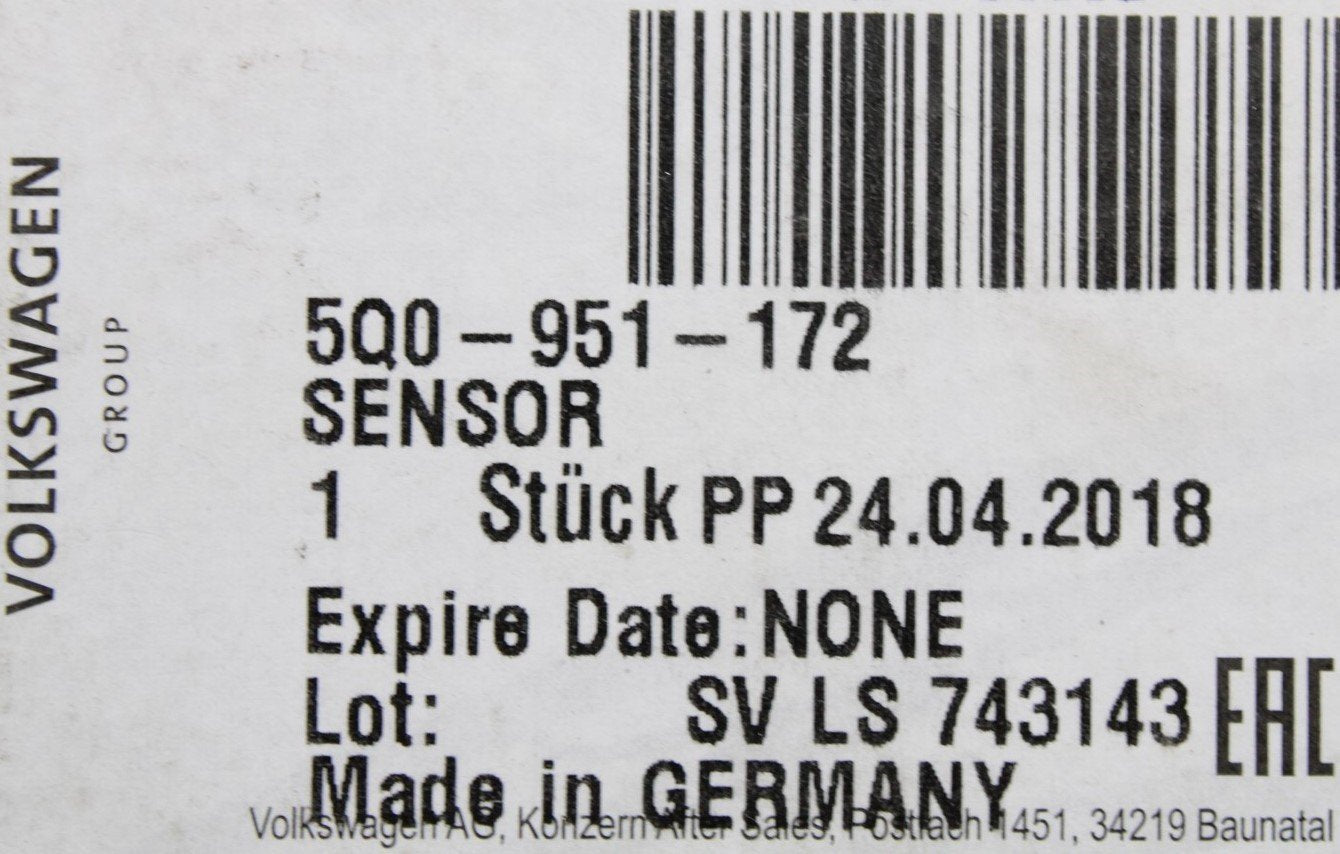 VOLKSWAGEN
GROUP
5Q0 - 951 - 172
SENSOR
1 Stück PP 24.04.2018
Expire Date:NONE
Lot: SV LS 743143 EAC
Made in GERMANY
Volkswagen AG, Konzern After Sales, Postfach 1451, 34219 Baunatal